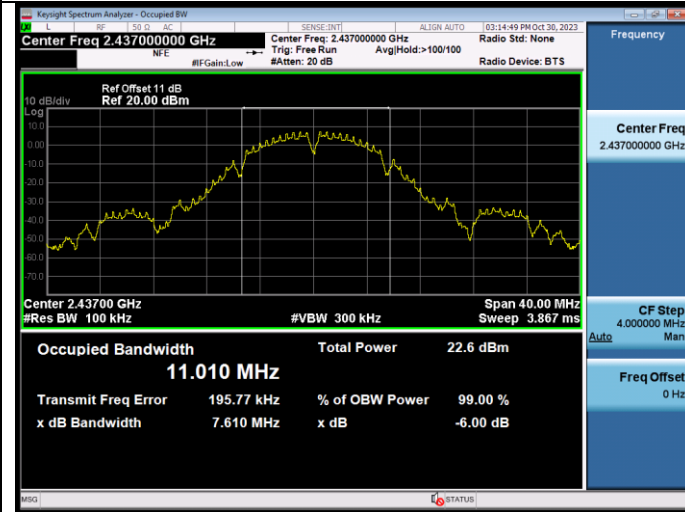 Keysight Spectrum Analyzer - Occupied BW
L RF 50 Ω AC SENSE:INT ALIGN AUTO 03:14:49 PM Oct 30, 2023
Center Freq 2.437000000 GHz
NFE
#IFGain:Low
Center Freq: 2.437000000 GHz
Trig: Free Run Avg|Hold:>100/100
#Atten: 20 dB
Radio Std: None
Radio Device: BTS
Frequency
Ref Offset 11 dB
10 dB/div Ref 20.00 dBm
Log
10.0
0.00
-10.0
-20.0
-30.0
-40.0
-50.0
-60.0
-70.0
Center Freq
2.437000000 GHz
Center 2.43700 GHz Span 40.00 MHz
#Res BW 100 kHz #VBW 300 kHz Sweep 3.867 ms
CF Step
4.000000 MHz
Auto Man
Occupied Bandwidth Total Power 22.6 dBm
11.010 MHz
Transmit Freq Error 195.77 kHz % of OBW Power 99.00 %
x dB Bandwidth 7.610 MHz x dB -6.00 dB
Freq Offset
0 Hz
MSG STATUS